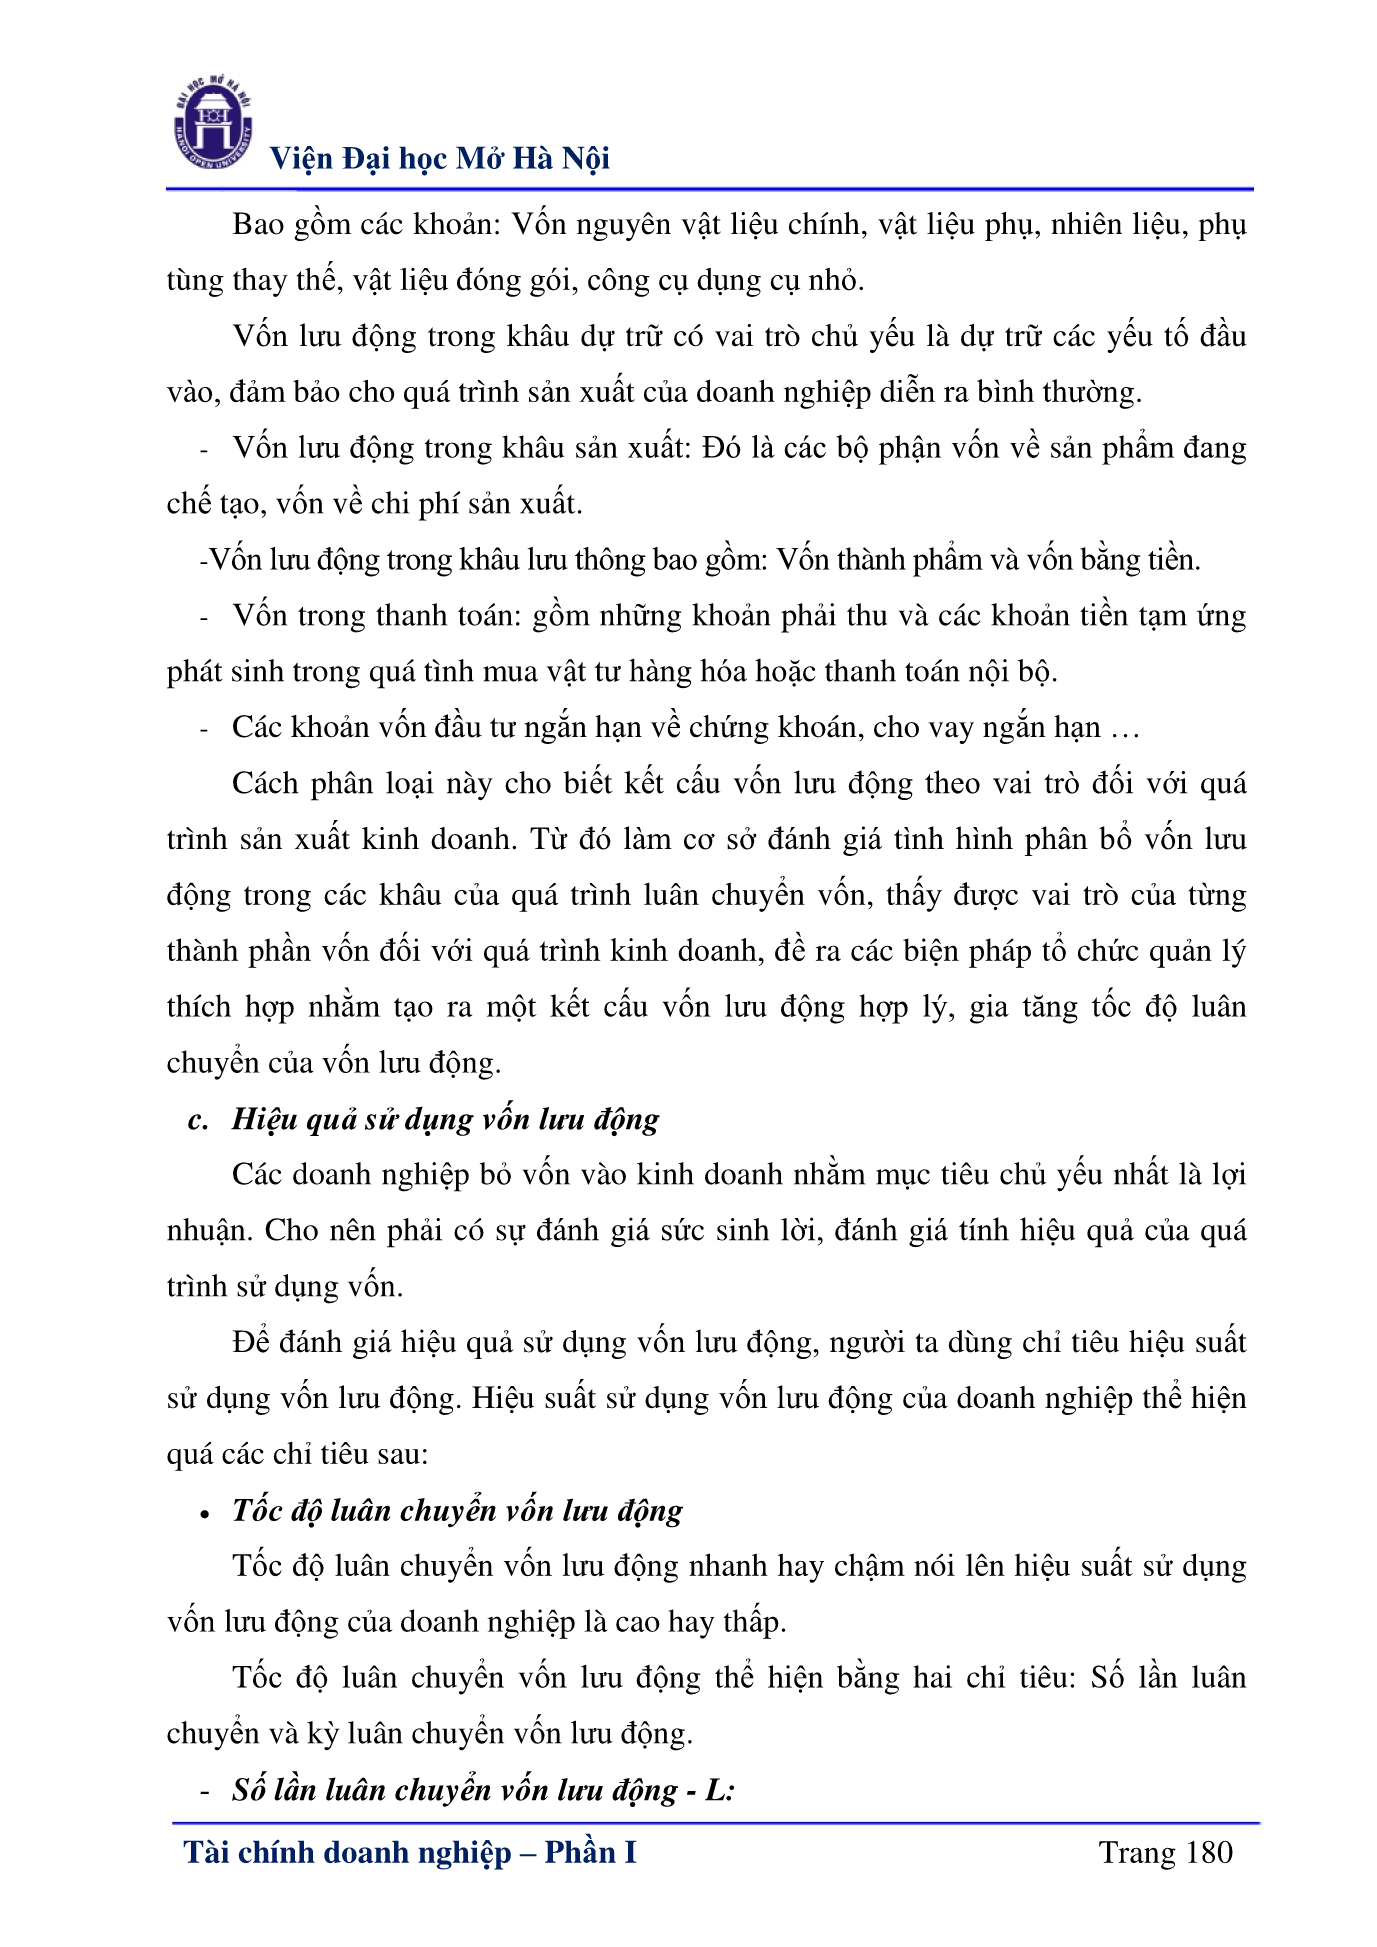 ĐẠI HỌC MỞ HÀ NỘI
HANOI OPEN UNIVERSITY
Viện Đại học Mở Hà Nội
Bao gồm các khoản: Vốn nguyên vật liệu chính, vật liệu phụ, nhiên liệu, phụ
tùng thay thế, vật liệu đóng gói, công cụ dụng cụ nhỏ.
Vốn lưu động trong khâu dự trữ có vai trò chủ yếu là dự trữ các yếu tố đầu
vào, đảm bảo cho quá trình sản xuất của doanh nghiệp diễn ra bình thường.
- Vốn lưu động trong khâu sản xuất: Đó là các bộ phận vốn về sản phẩm đang
chế tạo, vốn về chi phí sản xuất.
-Vốn lưu động trong khâu lưu thông bao gồm: Vốn thành phẩm và vốn bằng tiền.
- Vốn trong thanh toán: gồm những khoản phải thu và các khoản tiền tạm ứng
phát sinh trong quá tình mua vật tư hàng hóa hoặc thanh toán nội bộ.
- Các khoản vốn đầu tư ngắn hạn về chứng khoán, cho vay ngắn hạn …
Cách phân loại này cho biết kết cấu vốn lưu động theo vai trò đối với quá
trình sản xuất kinh doanh. Từ đó làm cơ sở đánh giá tình hình phân bổ vốn lưu
động trong các khâu của quá trình luân chuyển vốn, thấy được vai trò của từng
thành phần vốn đối với quá trình kinh doanh, đề ra các biện pháp tổ chức quản lý
thích hợp nhằm tạo ra một kết cấu vốn lưu động hợp lý, gia tăng tốc độ luân
chuyển của vốn lưu động.
c. Hiệu quả sử dụng vốn lưu động
Các doanh nghiệp bỏ vốn vào kinh doanh nhằm mục tiêu chủ yếu nhất là lợi
nhuận. Cho nên phải có sự đánh giá sức sinh lời, đánh giá tính hiệu quả của quá
trình sử dụng vốn.
Để đánh giá hiệu quả sử dụng vốn lưu động, người ta dùng chỉ tiêu hiệu suất
sử dụng vốn lưu động. Hiệu suất sử dụng vốn lưu động của doanh nghiệp thể hiện
quá các chỉ tiêu sau:
• Tốc độ luân chuyển vốn lưu động
Tốc độ luân chuyển vốn lưu động nhanh hay chậm nói lên hiệu suất sử dụng
vốn lưu động của doanh nghiệp là cao hay thấp.
Tốc độ luân chuyển vốn lưu động thể hiện bằng hai chỉ tiêu: Số lần luân
chuyển và kỳ luân chuyển vốn lưu động.
- Số lần luân chuyển vốn lưu động - L:
Tài chính doanh nghiệp – Phần I Trang 180